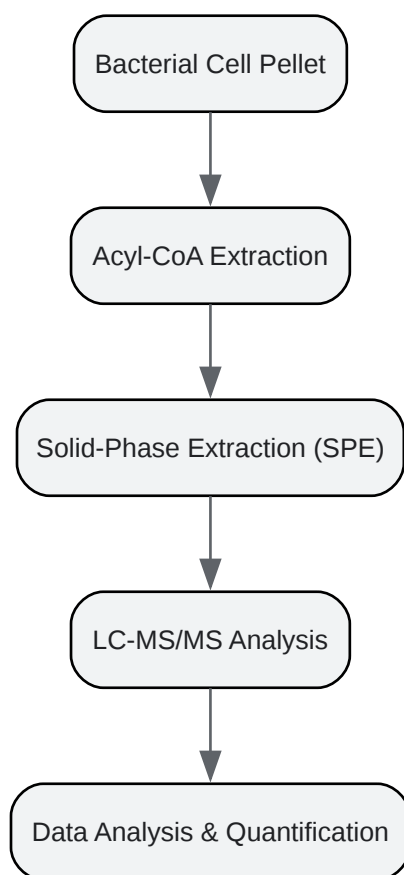 Bacterial Cell Pellet
Acyl-CoA Extraction
Solid-Phase Extraction (SPE)
LC-MS/MS Analysis
Data Analysis & Quantification